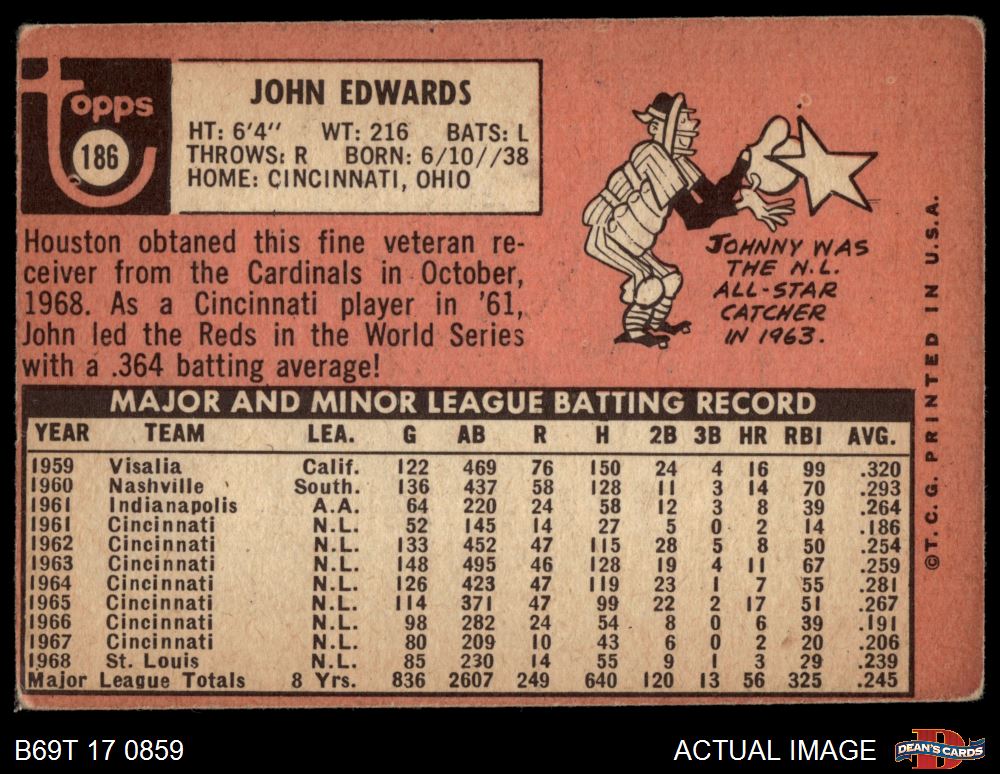 topps
186
JOHN EDWARDS
HT: 6'4" WT: 216 BATS: L
THROWS: R BORN: 6/10//38
HOME: CINCINNATI, OHIO
Houston obtaned this fine veteran re-
ceiver from the Cardinals in October,
1968. As a Cincinnati player in '61,
John led the Reds in the World Series
with a .364 batting average!
JOHNNY WAS
THE N.L.
ALL-STAR
CATCHER
IN 1963.
MAJOR AND MINOR LEAGUE BATTING RECORD
YEAR TEAM LEA. G AB R H 2B 3B HR RBI AVG.
1959 Visalia Calif. 122 469 76 150 24 4 16 99 .320
1960 Nashville South. 136 437 58 128 11 3 14 70 .293
1961 Indianapolis A.A. 64 220 24 58 12 3 8 39 .264
1961 Cincinnati N.L. 52 145 14 27 5 0 2 14 .186
1962 Cincinnati N.L. 133 452 47 115 28 5 8 50 .254
1963 Cincinnati N.L. 148 495 46 128 19 4 11 67 .259
1964 Cincinnati N.L. 126 423 47 119 23 1 7 55 .281
1965 Cincinnati N.L. 114 371 47 99 22 2 17 51 .267
1966 Cincinnati N.L. 98 282 24 54 8 0 6 39 .191
1967 Cincinnati N.L. 80 209 10 43 6 0 2 20 .206
1968 St. Louis N.L. 85 230 14 55 9 1 3 29 .239
Major League Totals 8 Yrs. 836 2607 249 640 120 13 56 325 .245
©T.C.G. PRINTED IN U.S.A.
B69T 17 0859
ACTUAL IMAGE
D
DEAN'S CARDS